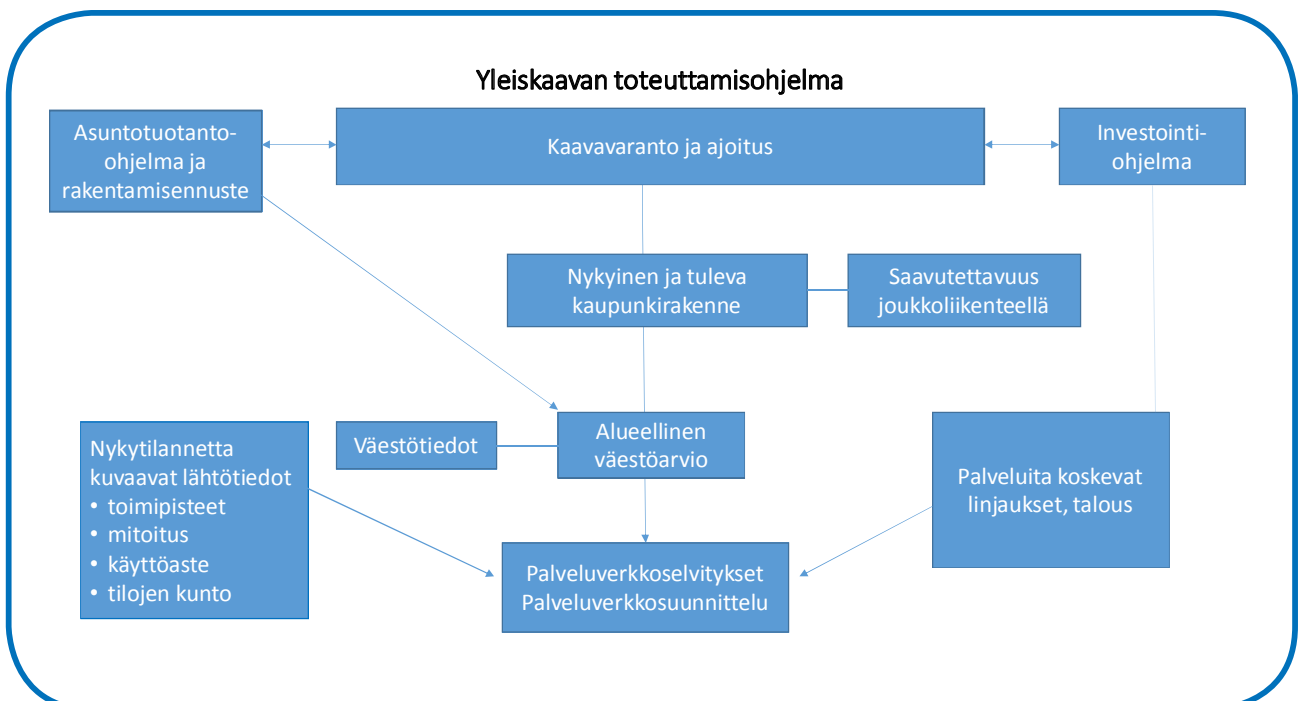 Yleiskaavan toteuttamisohjelma
Asuntotuotanto-
ohjelma ja
rakentamisennuste
Kaavavaranto ja ajoitus
Investointi-
ohjelma
Nykyinen ja tuleva
kaupunkirakenne
Saavutettavuus
joukkoliikenteellä
Nykytilannetta
kuvaavat lähtötiedot
• toimipisteet
• mitoitus
• käyttöaste
• tilojen kunto
Väestötiedot
Alueellinen
väestöarvio
Palveluita koskevat
linjaukset, talous
Palveluverkkoselvitykset
Palveluverkkosuunnittelu